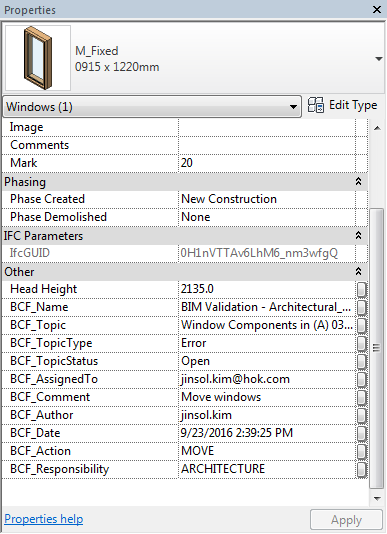 Properties
M_Fixed
0915 x 1220mm
Windows (1) Edit Type
Image
Comments
Mark 20
Phasing
Phase Created New Construction
Phase Demolished None
IFC Parameters
IfcGUID 0H1nVTTAv6LhM6_nm3wfgQ
Other
Head Height 2135.0
BCF_Name BIM Validation - Architectural_...
BCF_Topic Window Components in (A) 03...
BCF_TopicType Error
BCF_TopicStatus Open
BCF_AssignedTo jinsol.kim@hok.com
BCF_Comment Move windows
BCF_Author jinsol.kim
BCF_Date 9/23/2016 2:39:25 PM
BCF_Action MOVE
BCF_Responsibility ARCHITECTURE
Properties help Apply